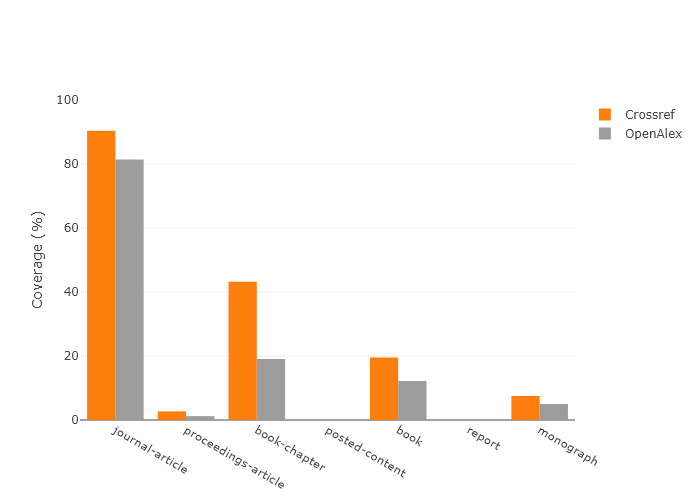 100
80
60
40
20
0
Coverage (%)
journal-article
proceedings-article
book-chapter
posted-content
book
report
monograph
Crossref
OpenAlex